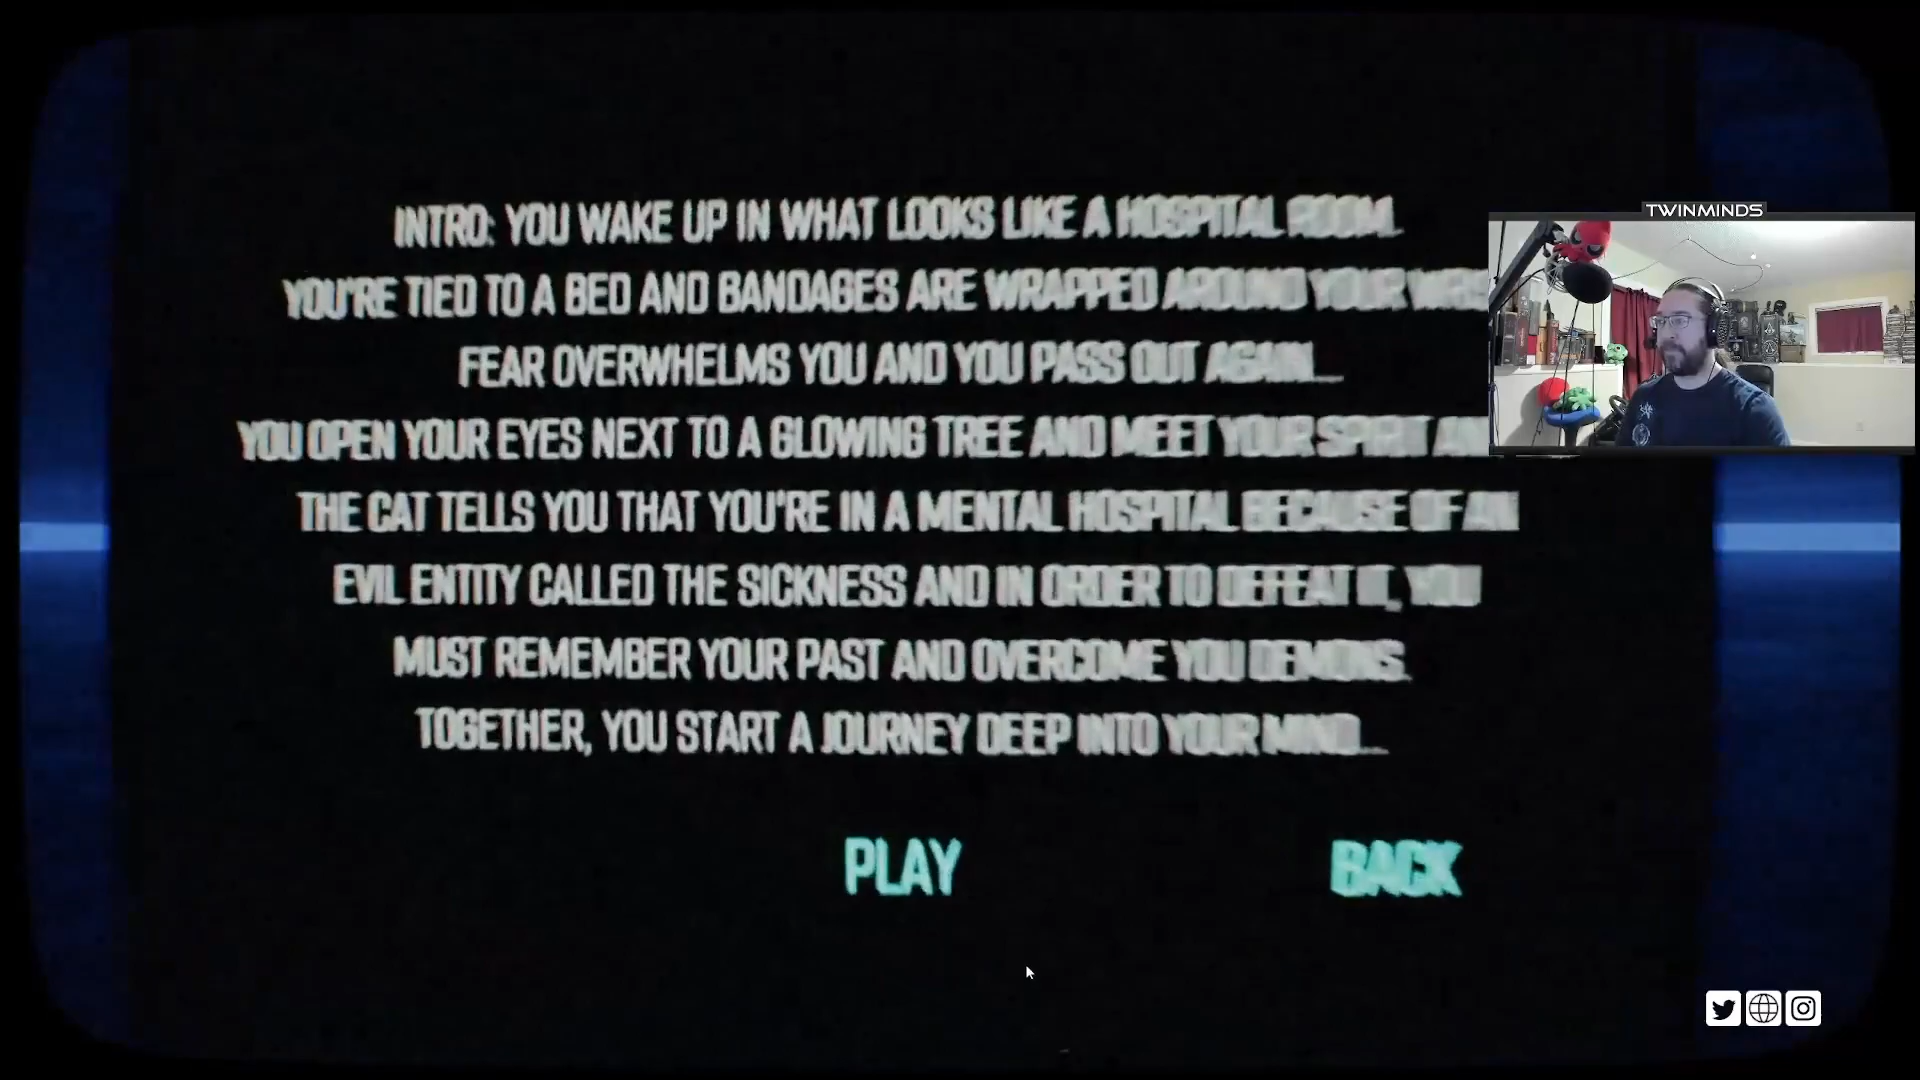 INTRO: YOU WAKE UP IN WHAT LOOKS LIKE A HOSPITAL ROOM.
TWINMINDS
YOU'RE TIED TO A BED AND BANDAGES ARE WRAPPED AROUND YOUR
FEAR OVERWHELMS YOU AND YOU PASS OUT AGAIN...
YOU OPEN YOUR EYES NEXT TO A GLOWING TREE AND MEET YOUR SPIRIT
THE CAT TELLS YOU THAT YOU'RE IN A MENTAL HOSPITAL BECAUSE OF AN
EVIL ENTITY CALLED THE SICKNESS AND IN ORDER TO DEFEAT IT, YOU
MUST REMEMBER YOUR PAST AND OVERCOME YOU DEMONS.
TOGETHER, YOU START A JOURNEY DEEP INTO YOUR MIND...
PLAY
BACK